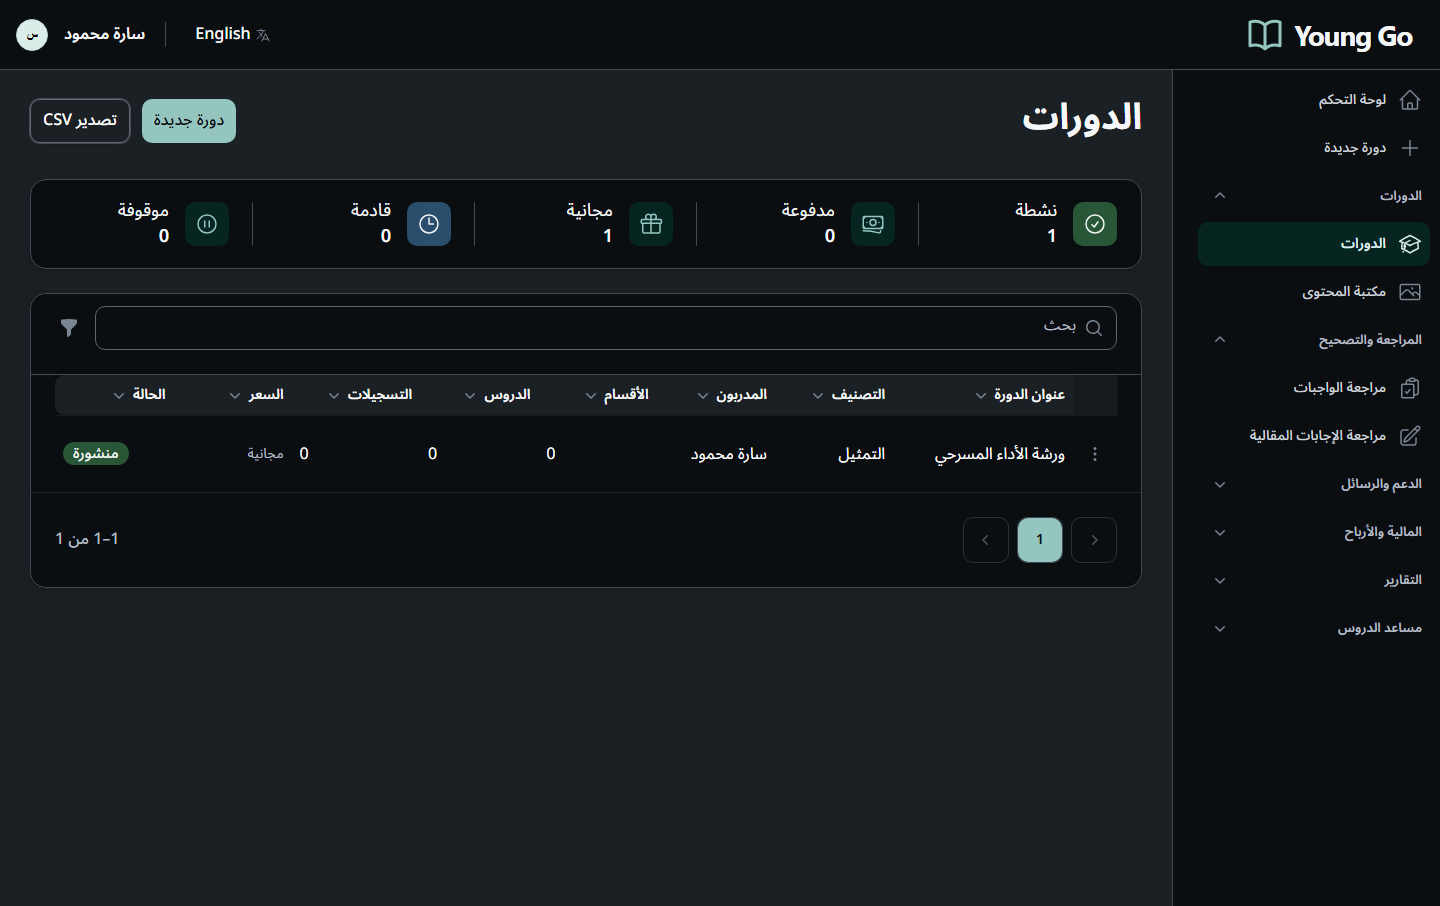 Young Go
English
سارة محمود
س
لوحة التحكم
دورة جديدة
الدورات
الدورات
مكتبة المحتوى
المراجعة والتصحيح
مراجعة الواجبات
مراجعة الإجابات المقالية
الدعم والرسائل
المالية والأرباح
التقارير
مساعد الدروس
الدورات
دورة جديدة
تصدير CSV
نشطة
1
مدفوعة
0
مجانية
1
قادمة
0
موقوفة
0
بحث
عنوان الدورة التصنيف المدربون الأقسام الدروس التسجيلات السعر الحالة
ورشة الأداء المسرحي التمثيل سارة محمود 0 0 0 مجانية منشورة
1
1–1 من 1